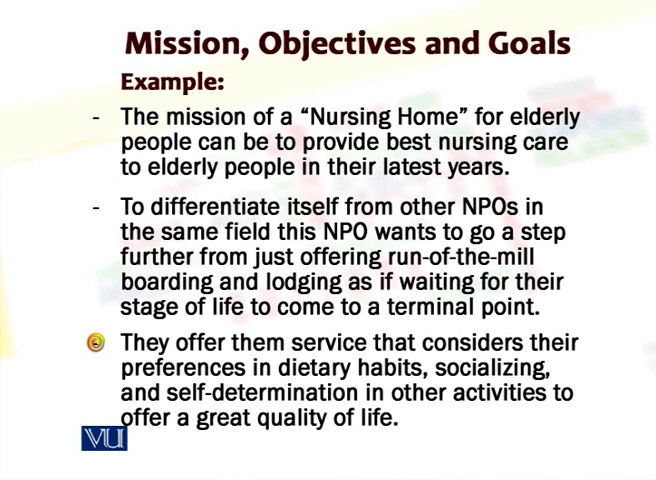 Mission, Objectives and Goals
Example:
- The mission of a “Nursing Home” for elderly
people can be to provide best nursing care
to elderly people in their latest years.
- To differentiate itself from other NPOs in
the same field this NPO wants to go a step
further from just offering run-of-the-mill
boarding and lodging as if waiting for their
stage of life to come to a terminal point.
They offer them service that considers their
preferences in dietary habits, socializing,
and self-determination in other activities to
offer a great quality of life.
VU